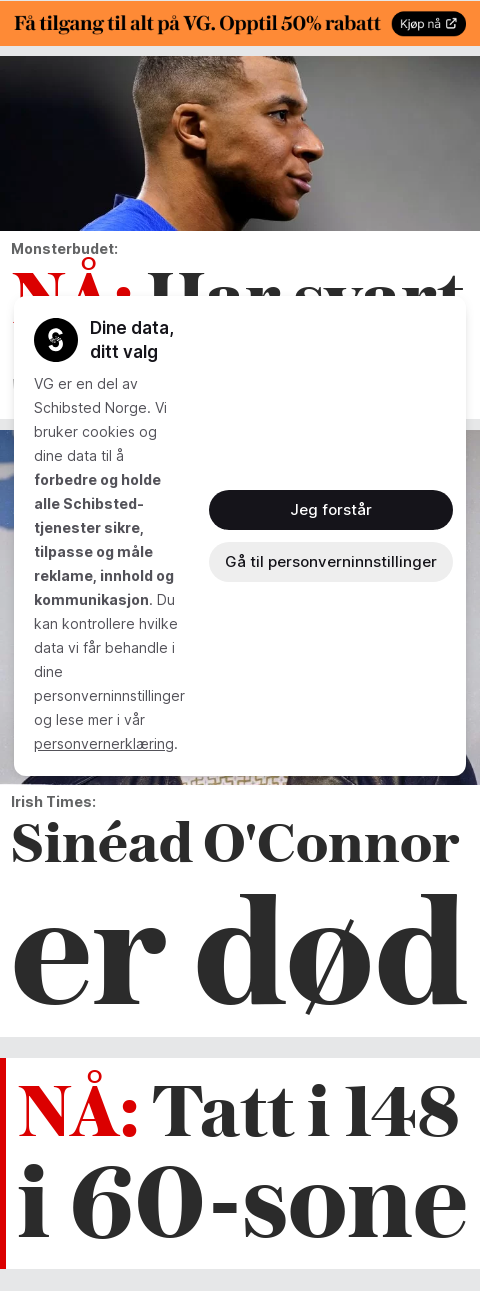 Få tilgang til alt på VG. Opptil 50% rabatt
Kjøp nå
Monsterbudet:
NÅ: Har svart
Dine data,
ditt valg
VG er en del av
Schibsted Norge. Vi
bruker cookies og
dine data til å
forbedre og holde
alle Schibsted-
tjenester sikre,
tilpasse og måle
reklame, innhold og
kommunikasjon. Du
kan kontrollere hvilke
data vi får behandle i
dine
personverninnstillinger
og lese mer i vår
personvernerklæring.
Jeg forstår
Gå til personverninnstillinger
Irish Times:
Sinéad O'Connor
er død
NÅ: Tatt i 148
i 60-sone